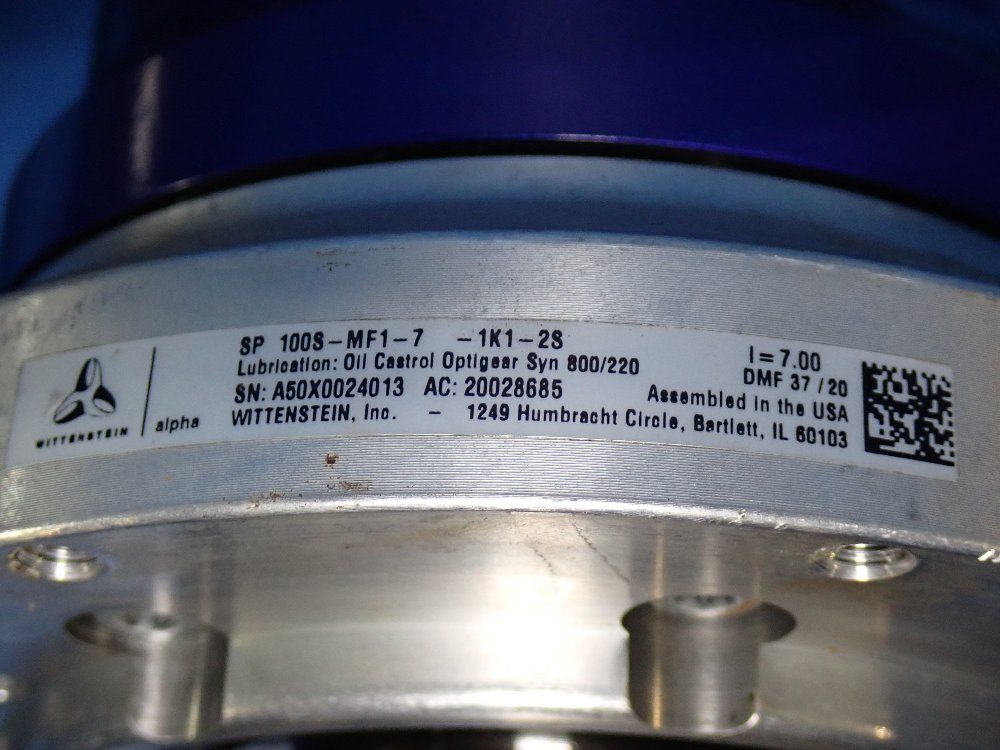 WITTENSTEIN
alpha
SP 100S-MF1-7 -1K1-2S
Lubrication: Oil Castrol Optigear Syn 800/220
SN: A50X0024013 AC: 20028685
WITTENSTEIN, Inc. - 1249 Humbracht Circle, Bartlett, IL 60103
i=7.00
DMF 37/20
Assembled in the USA